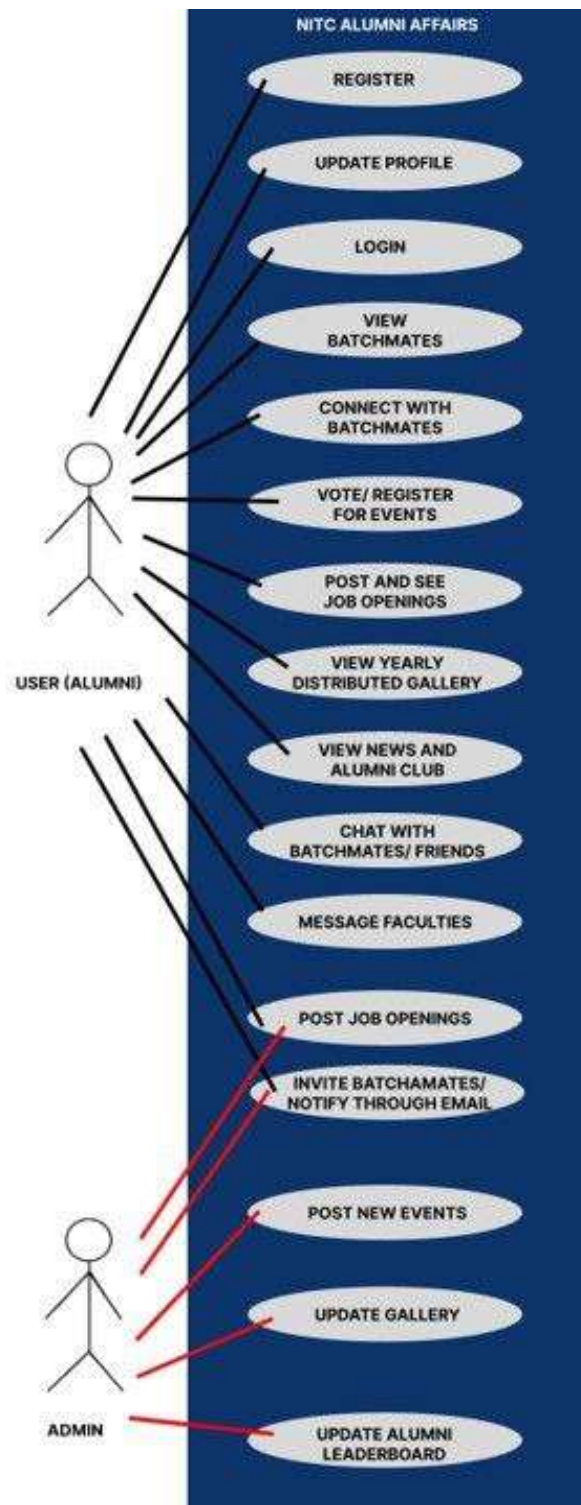 NITC ALUMNI AFFAIRS
REGISTER
UPDATE PROFILE
LOGIN
VIEW
BATCHMATES
CONNECT WITH
BATCHMATES
VOTE/ REGISTER
FOR EVENTS
POST AND SEE
JOB OPENINGS
VIEW YEARLY
DISTRIBUTED GALLERY
USER (ALUMNI)
VIEW NEWS AND
ALUMNI CLUB
CHAT WITH
BATCHMATES/ FRIENDS
MESSAGE FACULTIES
POST JOB OPENINGS
INVITE BATCHAMATES/
NOTIFY THROUGH EMAIL
POST NEW EVENTS
UPDATE GALLERY
ADMIN
UPDATE ALUMNI
LEADERBOARD